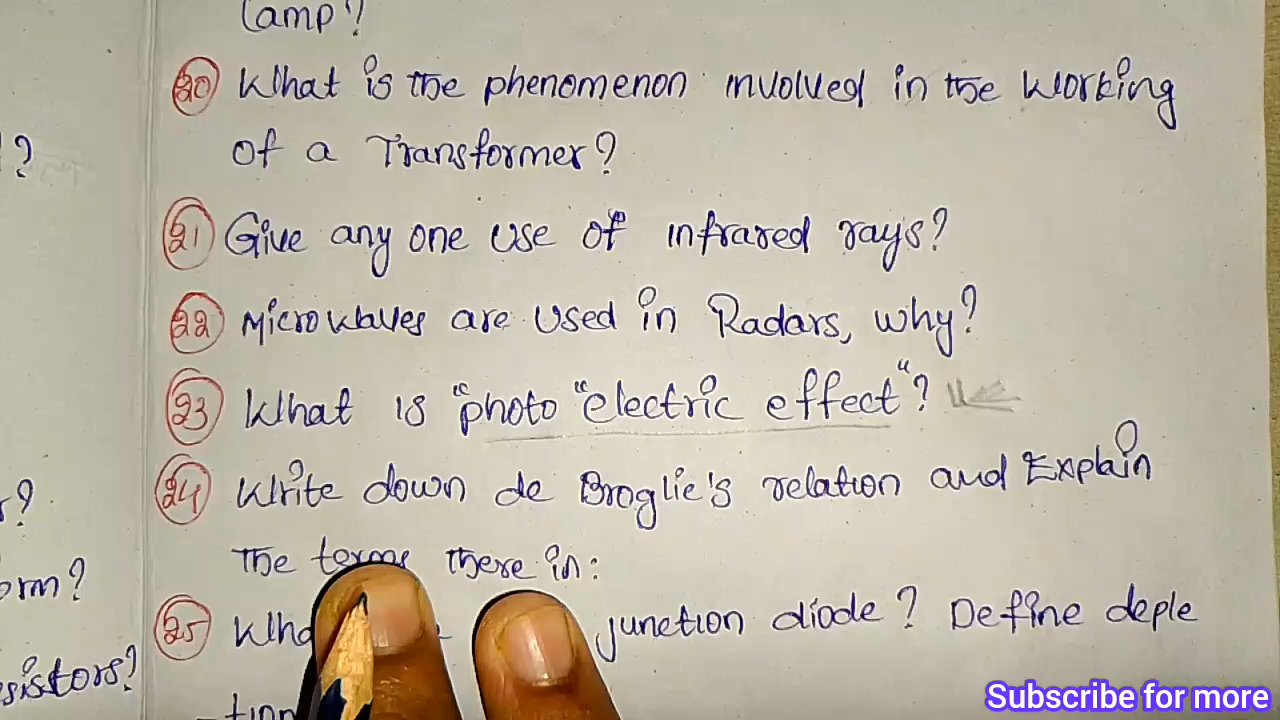 Lamp?
20 What is the phenomenon involved in the working
of a Transformer?
?
21 Give any one use of infrared rays?
22 Microwaves are used in Radars, why?
23 What is "photo "electric effect"?
24 Write down de Broglie's relation and Explain
r?
The terms there in:
orm?
25 junction diode? Define deple
sistors?
Subscribe for more